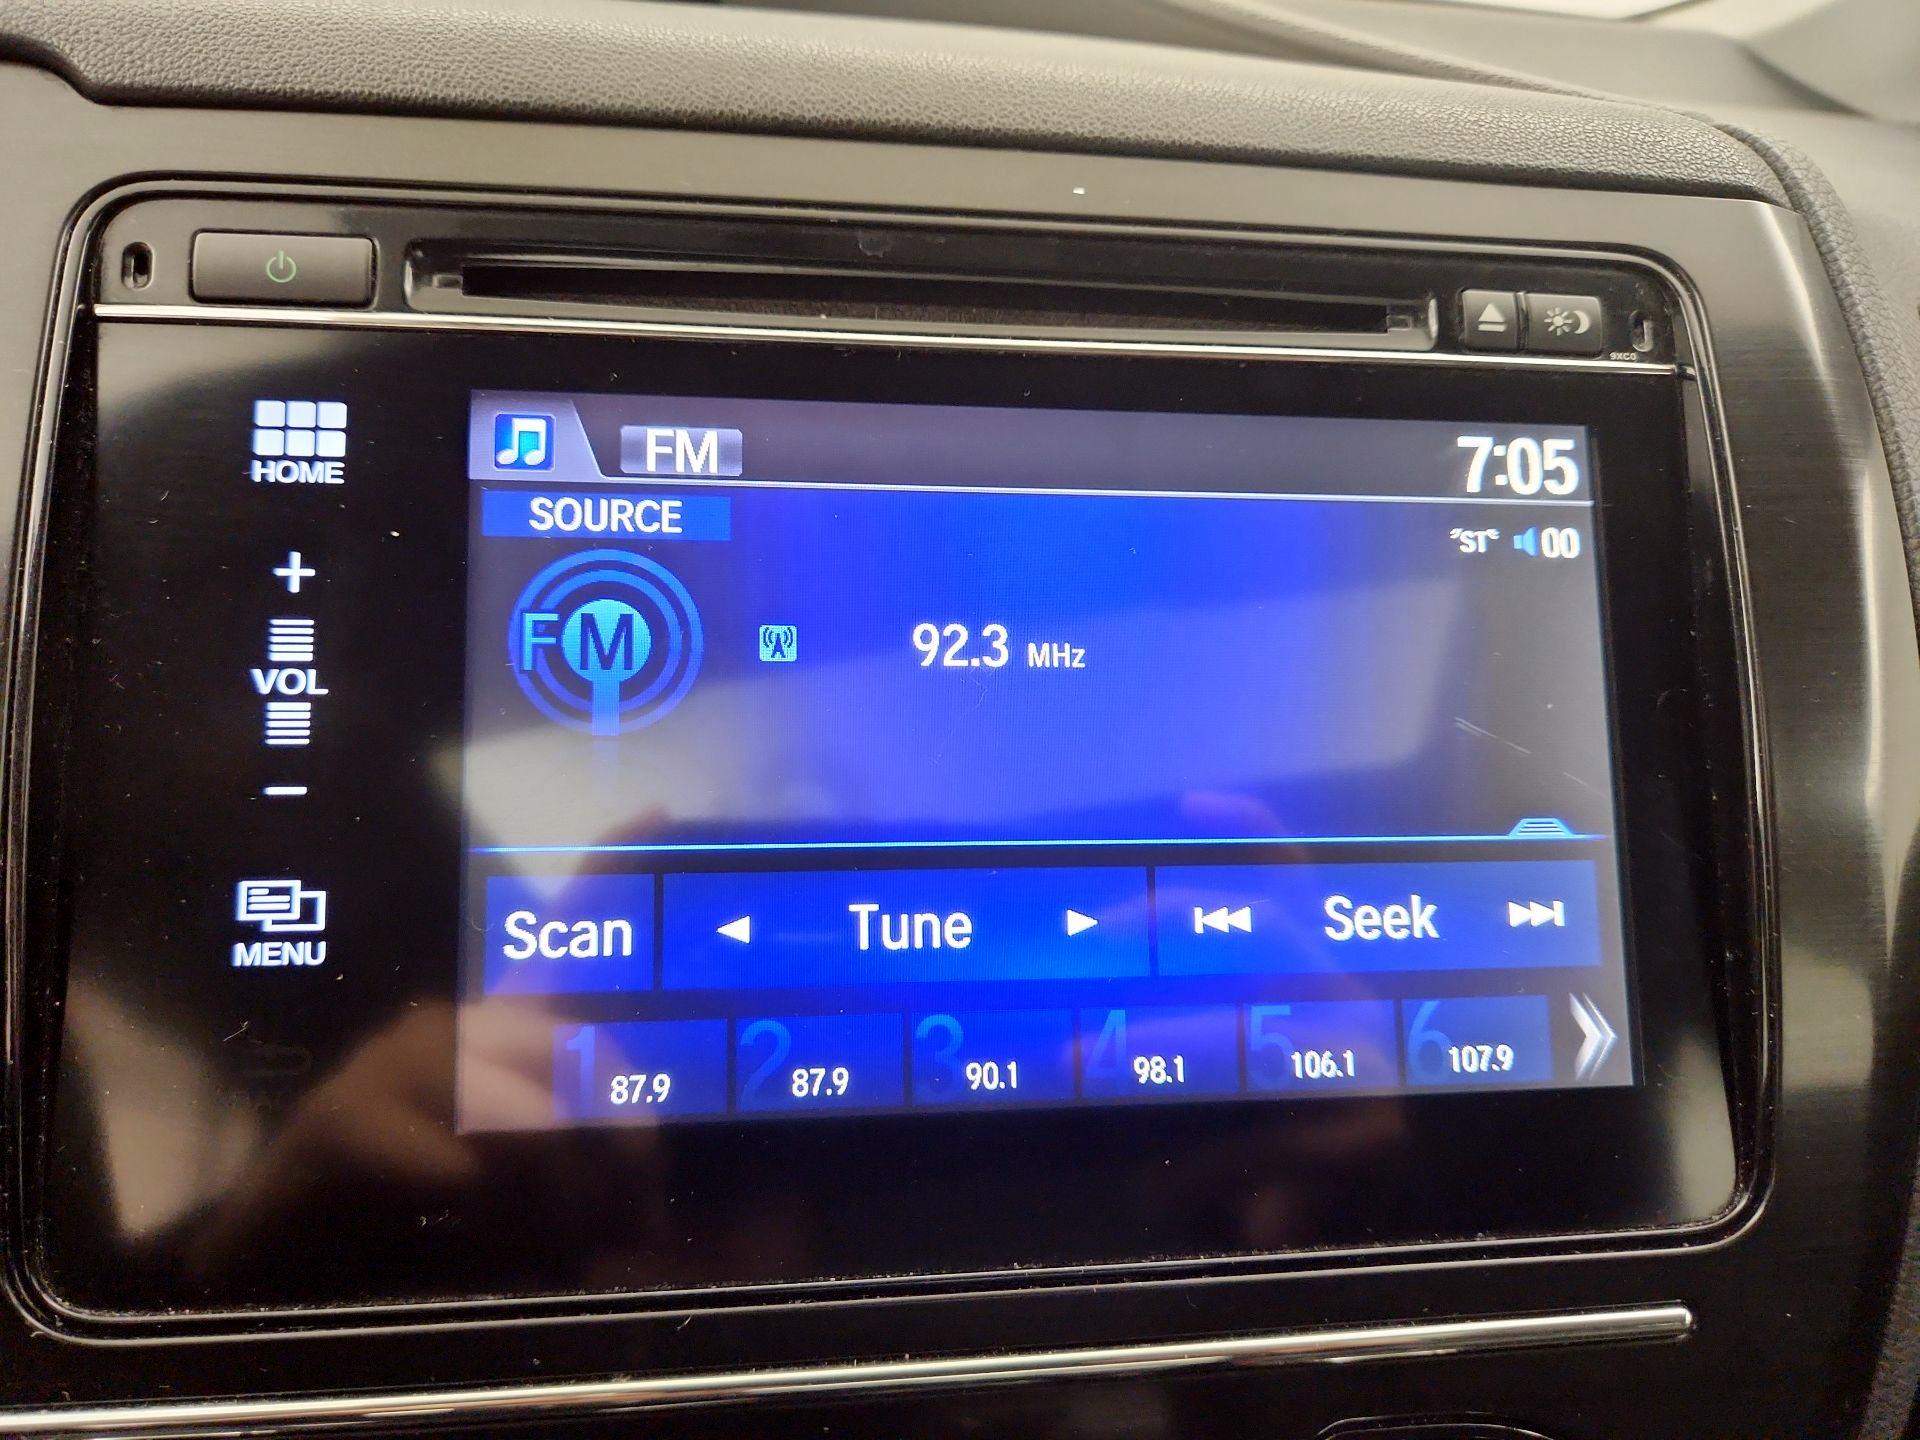 9XC0
HOME
FM
7:05
SOURCE
"ST" 00
FM
92.3 MHz
+
VOL
−
MENU
Scan
Tune
Seek
1 87.9
2 87.9
3 90.1
4 98.1
5 106.1
6 107.9